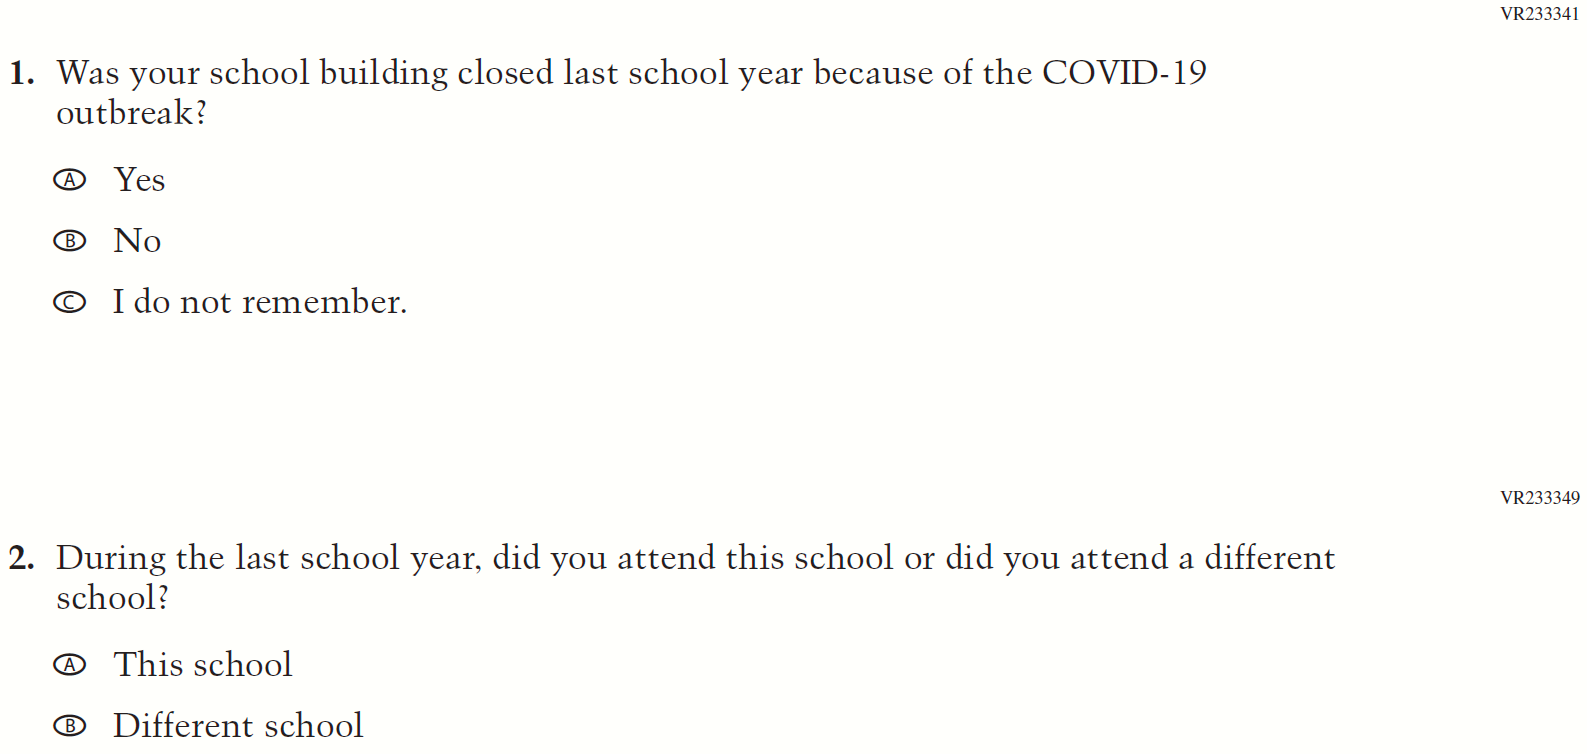 VR233341
1. Was your school building closed last school year because of the COVID-19
outbreak?
A Yes
B No
C I do not remember.
VR233349
2. During the last school year, did you attend this school or did you attend a different
school?
A This school
B Different school